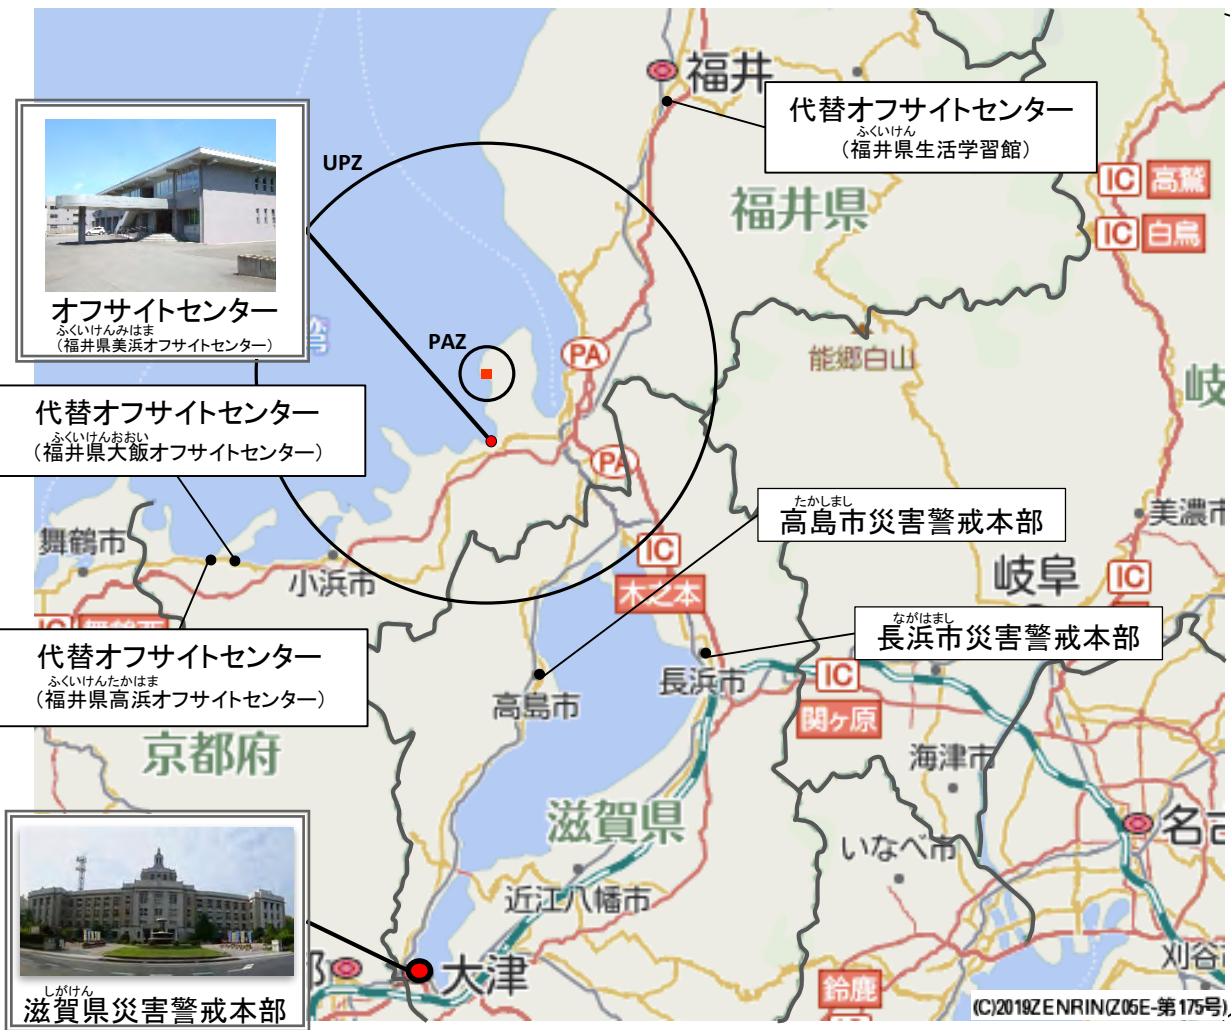 福井
代替オフサイトセンター
ふくいけん
(福井県生活学習館)
UPZ
IC 高鷲
福井県
IC 白鳥
オフサイトセンター
ふくいけんみはま
(福井県美浜オフサイトセンター)
湾
PAZ
PA
能郷白山
岐
代替オフサイトセンター
ふくいけんおおい
(福井県大飯オフサイトセンター)
PA
たかしまし
高島市災害警戒本部
美濃市
舞鶴市
小浜市
IC
木之本
岐阜
IC
IC 舞鶴西
ながはまし
長浜市災害警戒本部
代替オフサイトセンター
ふくいけんたかはま
(福井県高浜オフサイトセンター)
高島市
長浜市
IC
関ヶ原
京都府
海津市
滋賀県
名古
いなべ市
近江八幡市
しがけん
滋賀県災害警戒本部
都
大津
刈谷市
鈴鹿
(C)2019ZENRIN(Z05E-第175号)